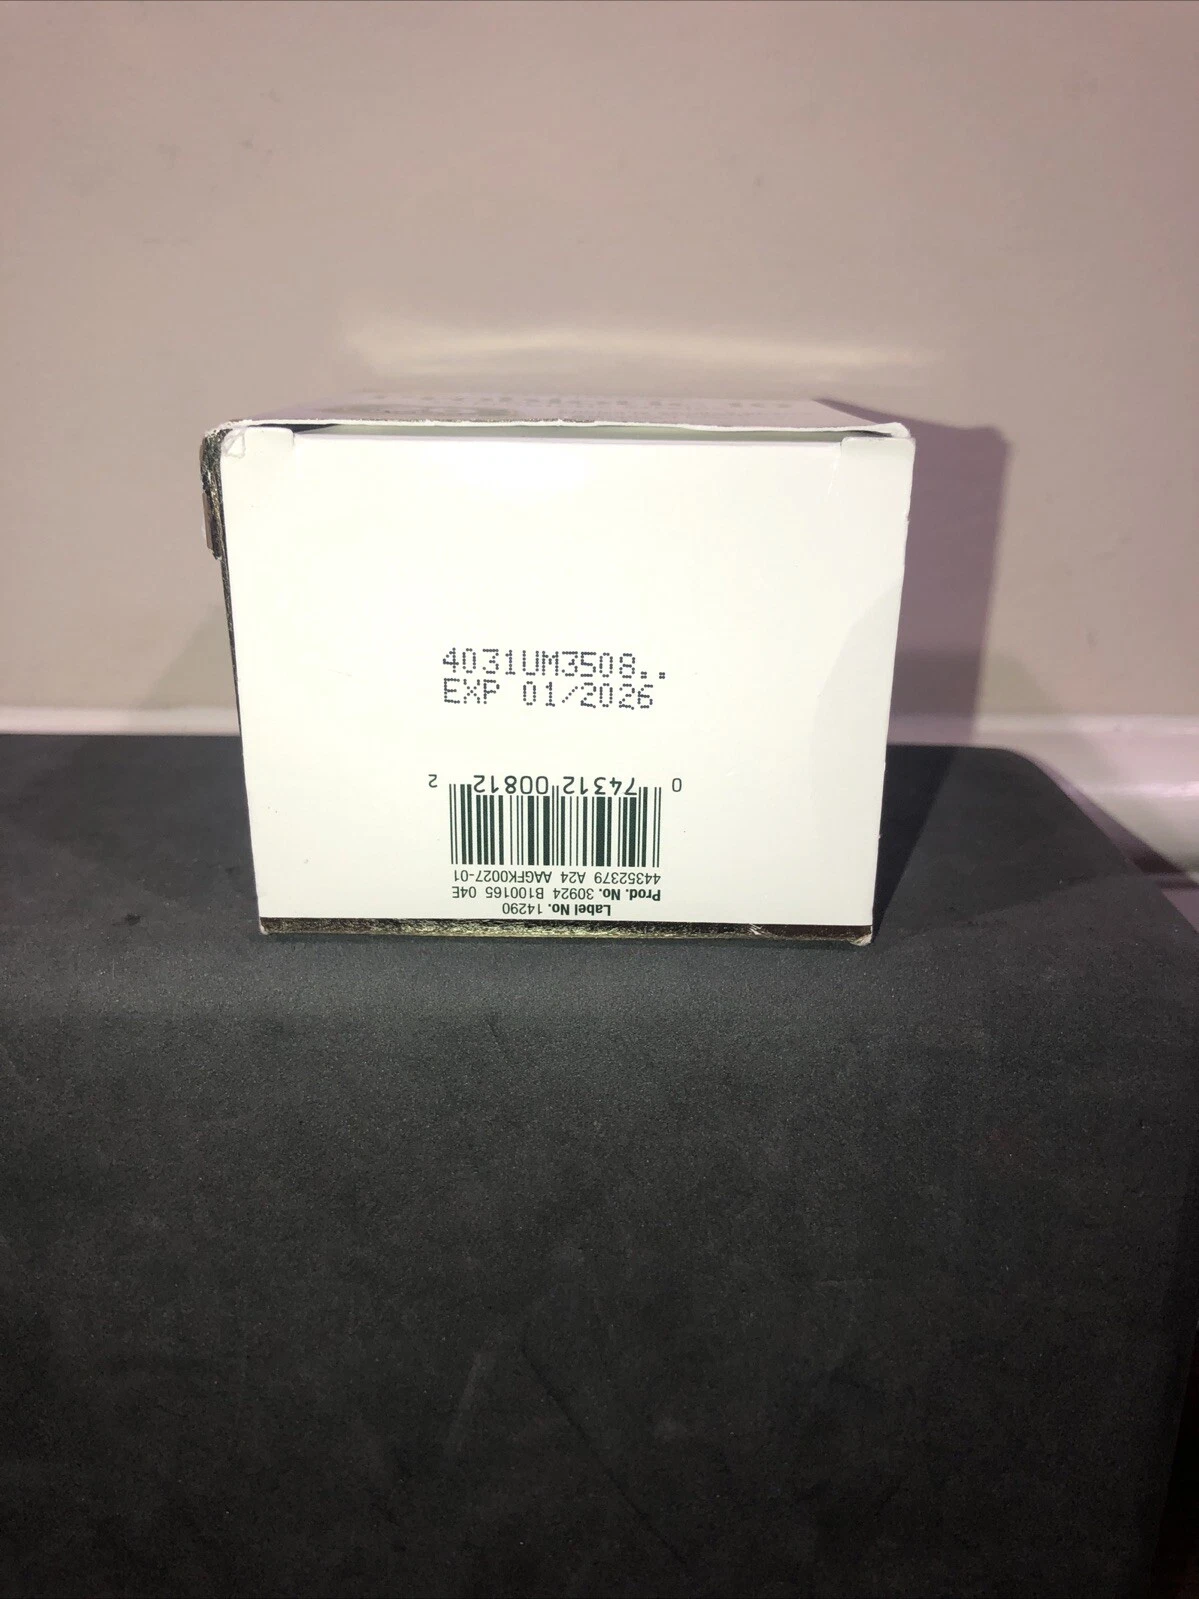 4031UM3508..
EXP 01/2026
0 74312 00812 2
44352379 A24 AAGFK0027-01
Prod. No. 30924 B100165 04E
Label No. 14290